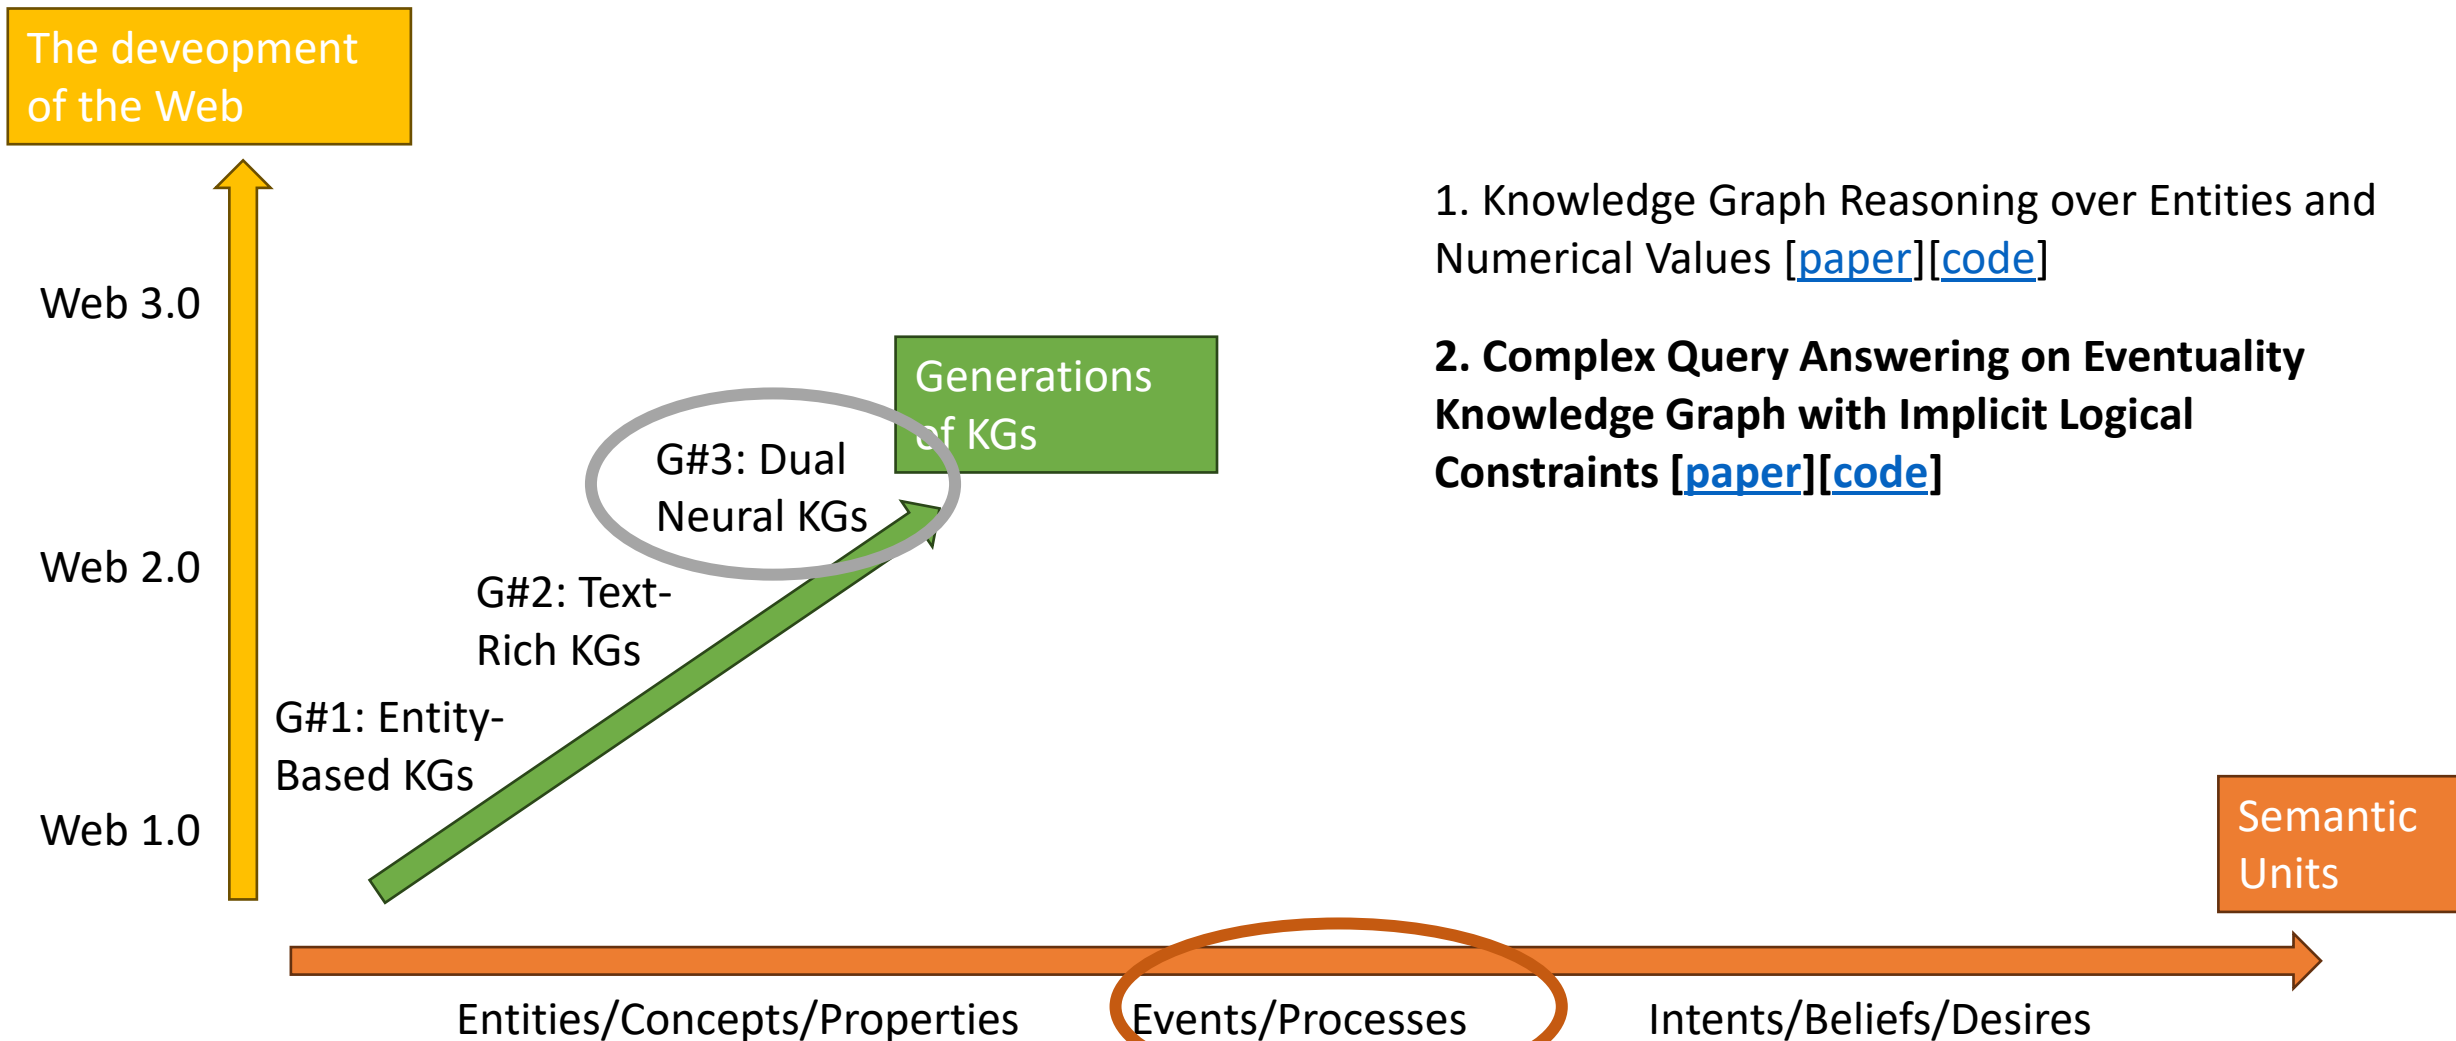 The deveopment
of the Web
1. Knowledge Graph Reasoning over Entities and
Numerical Values [paper][code]
Web 3.0
2. Complex Query Answering on Eventuality
Knowledge Graph with Implicit Logical
Constraints [paper][code]
Generations
of KGs
G#3: Dual
Neural KGs
Web 2.0
G#2: Text-
Rich KGs
G#1: Entity-
Based KGs
Web 1.0
Semantic
Units
Entities/Concepts/Properties
Events/Processes
Intents/Beliefs/Desires